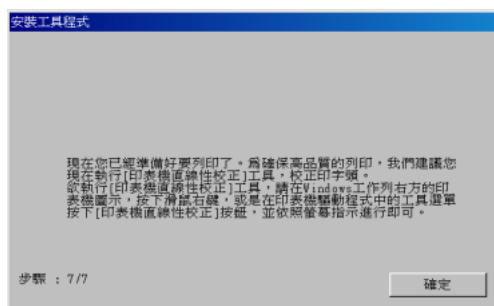 安裝工具程式
現在您已經準備好要列印了。為確保高品質的列印，我們建議您
現在執行[印表機直線性校正]工具，校正印字頭。
欲執行[印表機直線性校正]工具，請在Windows工作列右方的印
表機圖示，按下滑鼠右鍵，或是在印表機驅動程式中的工具選單
按下[印表機直線性校正]按鈕，並依照螢幕指示進行即可。
步驟 : 7/7
確定